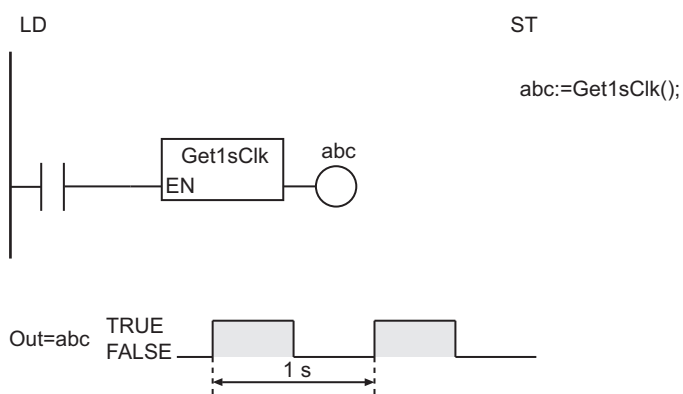 LD
ST
abc:=Get1sClk();
Get1sClk
abc
EN
Out=abc
TRUE
FALSE
1 s